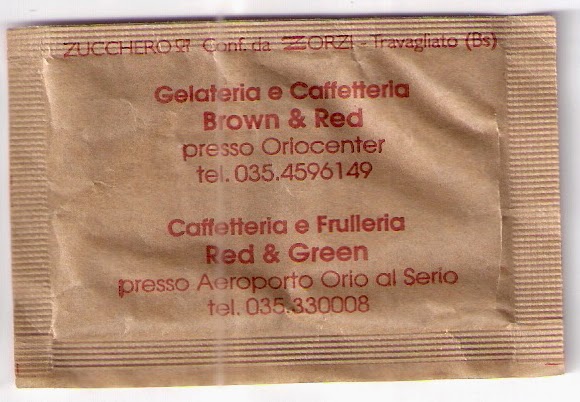 ZUCCHERO Conf. da ZORZI - Travagliato (Bs)
Gelateria e Caffetteria
Brown & Red
presso Oriocenter
tel. 035.4596149
Caffetteria e Frulleria
Red & Green
presso Aeroporto Orio al Serio
tel. 035.330008